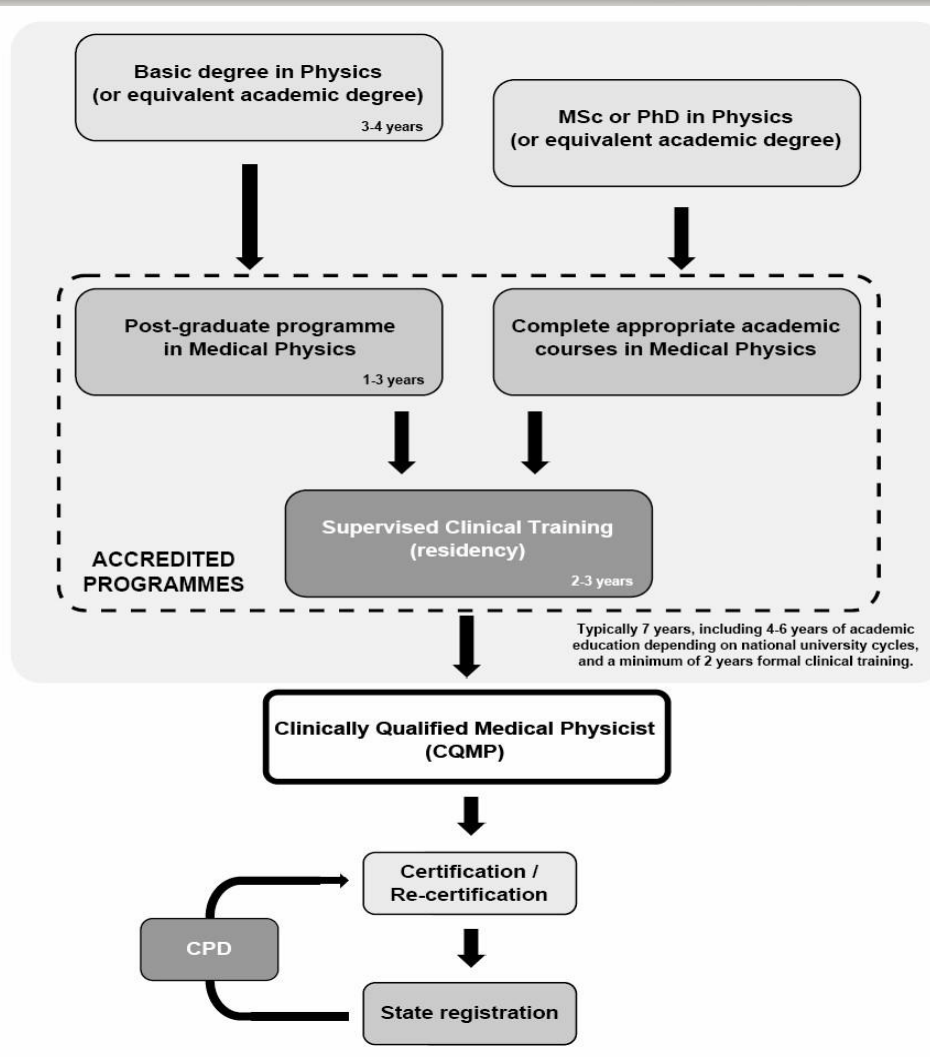 Basic degree in Physics
(or equivalent academic degree)
3-4 years
MSc or PhD in Physics
(or equivalent academic degree)
Post-graduate programme
in Medical Physics
1-3 years
Complete appropriate academic
courses in Medical Physics
Supervised Clinical Training
(residency)
2-3 years
ACCREDITED
PROGRAMMES
Typically 7 years, including 4-6 years of academic
education depending on national university cycles,
and a minimum of 2 years formal clinical training.
Clinically Qualified Medical Physicist
(CQMP)
Certification /
Re-certification
CPD
State registration